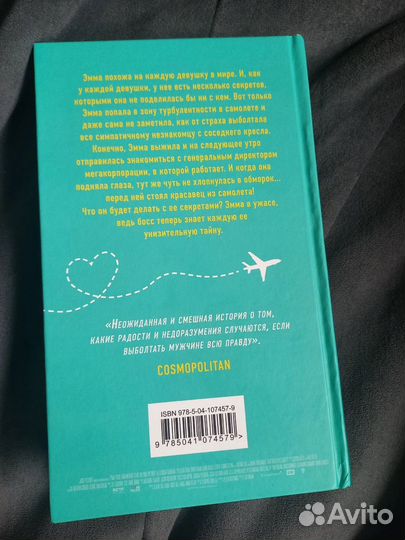 Эмма похожа на каждую девушку в мире. И, как
у каждой девушки, у нее есть несколько секретов,
которыми она не поделилась бы ни с кем. Вот только
Эмма попала в зону турбулентности в самолете и
даже сама не заметила, как от страха выболтала
все симпатичному незнакомцу с соседнего кресла.
Конечно, Эмма выжила и на следующее утро
отправилась знакомиться с генеральным директором
мегакорпорации, в которой работает. И когда она
подняла глаза, тут же чуть не хлопнулась в обморок...
перед ней стоял красавец из самолета!
Что он будет делать с ее секретами? Эмма в ужасе,
ведь босс теперь знает каждую ее
унизительную тайну.
«Неожиданная и смешная история о том,
какие радости и недоразумения случаются, если
выболтать мужчине всю правду».
COSMOPOLITAN
ISBN 978-5-04-107457-9
9 785041 074579 >
Avito